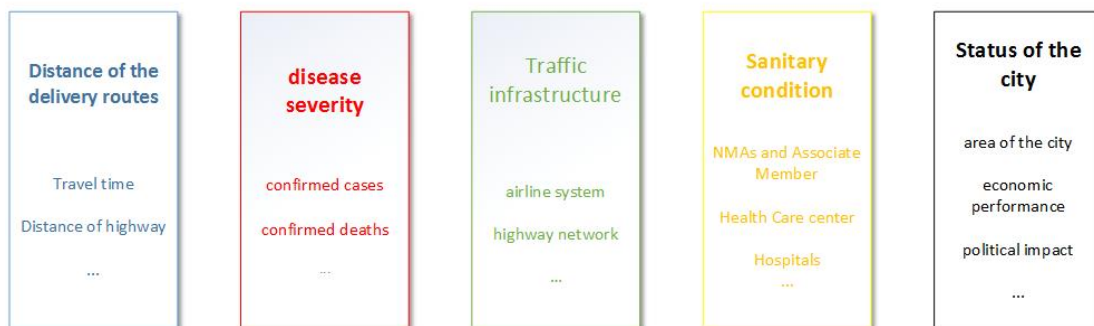 Distance of the
delivery routes
Travel time
Distance of highway
...
disease
severity
confirmed cases
confirmed deaths
...
Traffic
infrastructure
airline system
highway network
...
Sanitary
condition
NMAs and Associate
Member
Health Care center
Hospitals
...
Status of the
city
area of the city
economic
performance
political impact
...